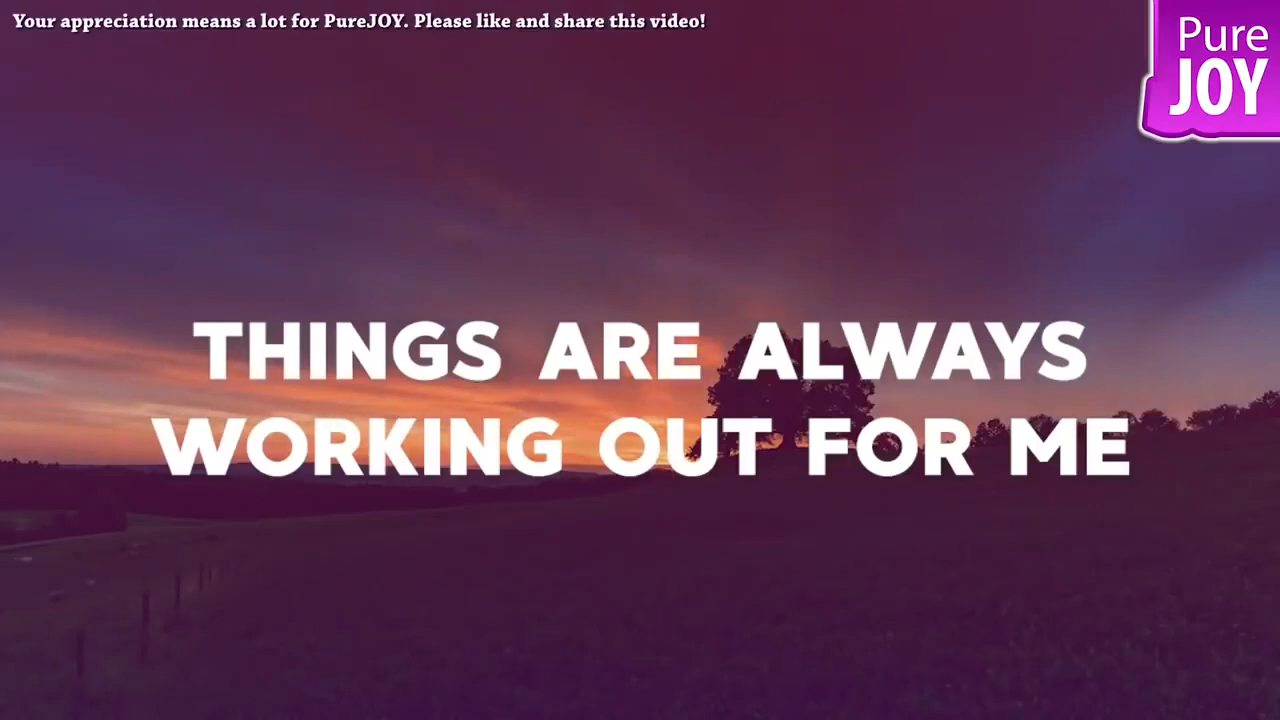 Your appreciation means a lot for PureJOY. Please like and share this video!
Pure
JOY
THINGS ARE ALWAYS
WORKING OUT FOR ME